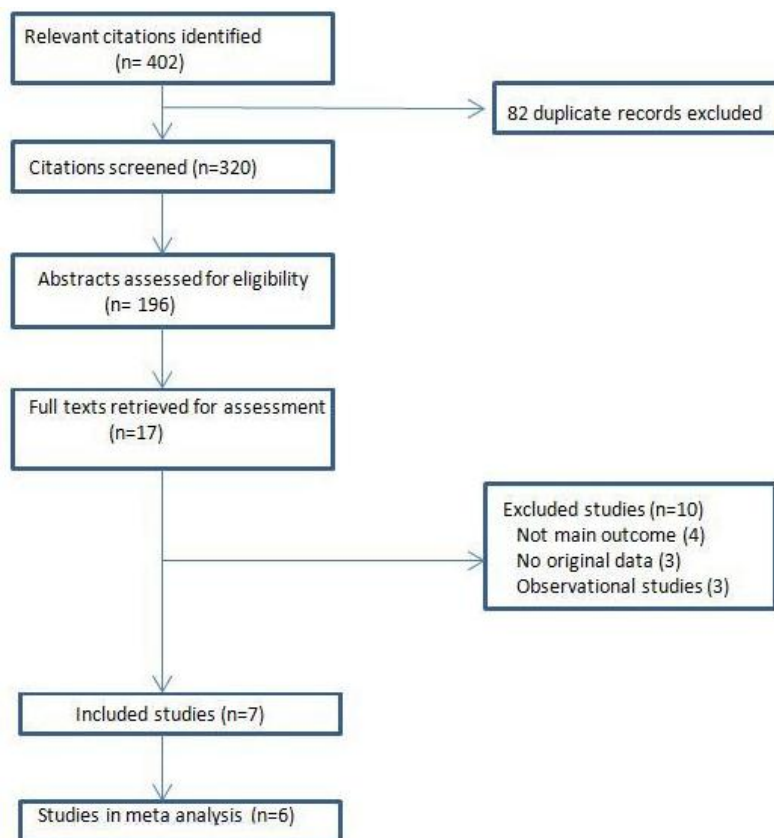 Relevant citations identified
(n= 402)
82 duplicate records excluded
Citations screened (n=320)
Abstracts assessed for eligibility
(n= 196)
Full texts retrieved for assessment
(n=17)
Excluded studies (n=10)
Not main outcome (4)
No original data (3)
Observational studies (3)
Included studies (n=7)
Studies in meta analysis (n=6)